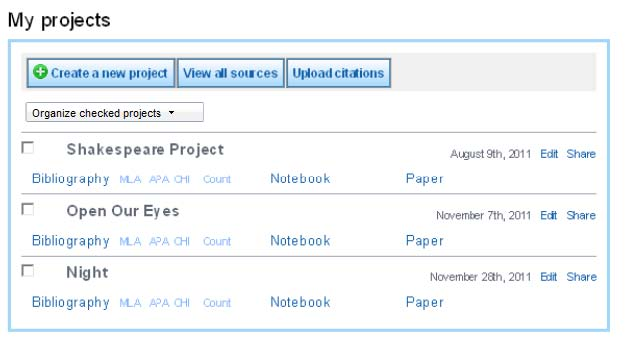 My projects
Create a new project View all sources Upload citations
Organize checked projects
Shakespeare Project August 9th, 2011 Edit Share
Bibliography MLA APA CHI Count Notebook Paper
Open Our Eyes November 7th, 2011 Edit Share
Bibliography MLA APA CHI Count Notebook Paper
Night November 28th, 2011 Edit Share
Bibliography MLA APA CHI Count Notebook Paper